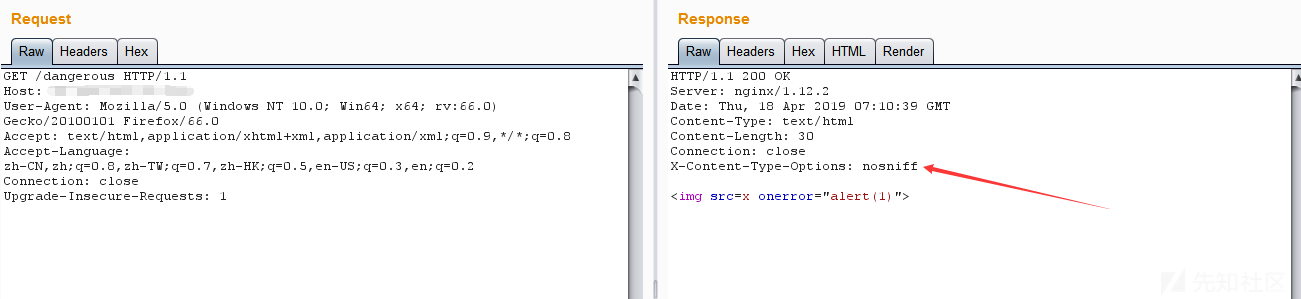 Request
Raw Headers Hex
GET /dangerous HTTP/1.1
Host:
User-Agent: Mozilla/5.0 (Windows NT 10.0; Win64; x64; rv:66.0)
Gecko/20100101 Firefox/66.0
Accept: text/html,application/xhtml+xml,application/xml;q=0.9,*/*;q=0.8
Accept-Language:
zh-CN,zh;q=0.8,zh-TW;q=0.7,zh-HK;q=0.5,en-US;q=0.3,en;q=0.2
Connection: close
Upgrade-Insecure-Requests: 1
Response
Raw Headers Hex HTML Render
HTTP/1.1 200 OK
Server: nginx/1.12.2
Date: Thu, 18 Apr 2019 07:10:39 GMT
Content-Type: text/html
Content-Length: 30
Connection: close
X-Content-Type-Options: nosniff
<img src=x onerror="alert(1)">
先知社区